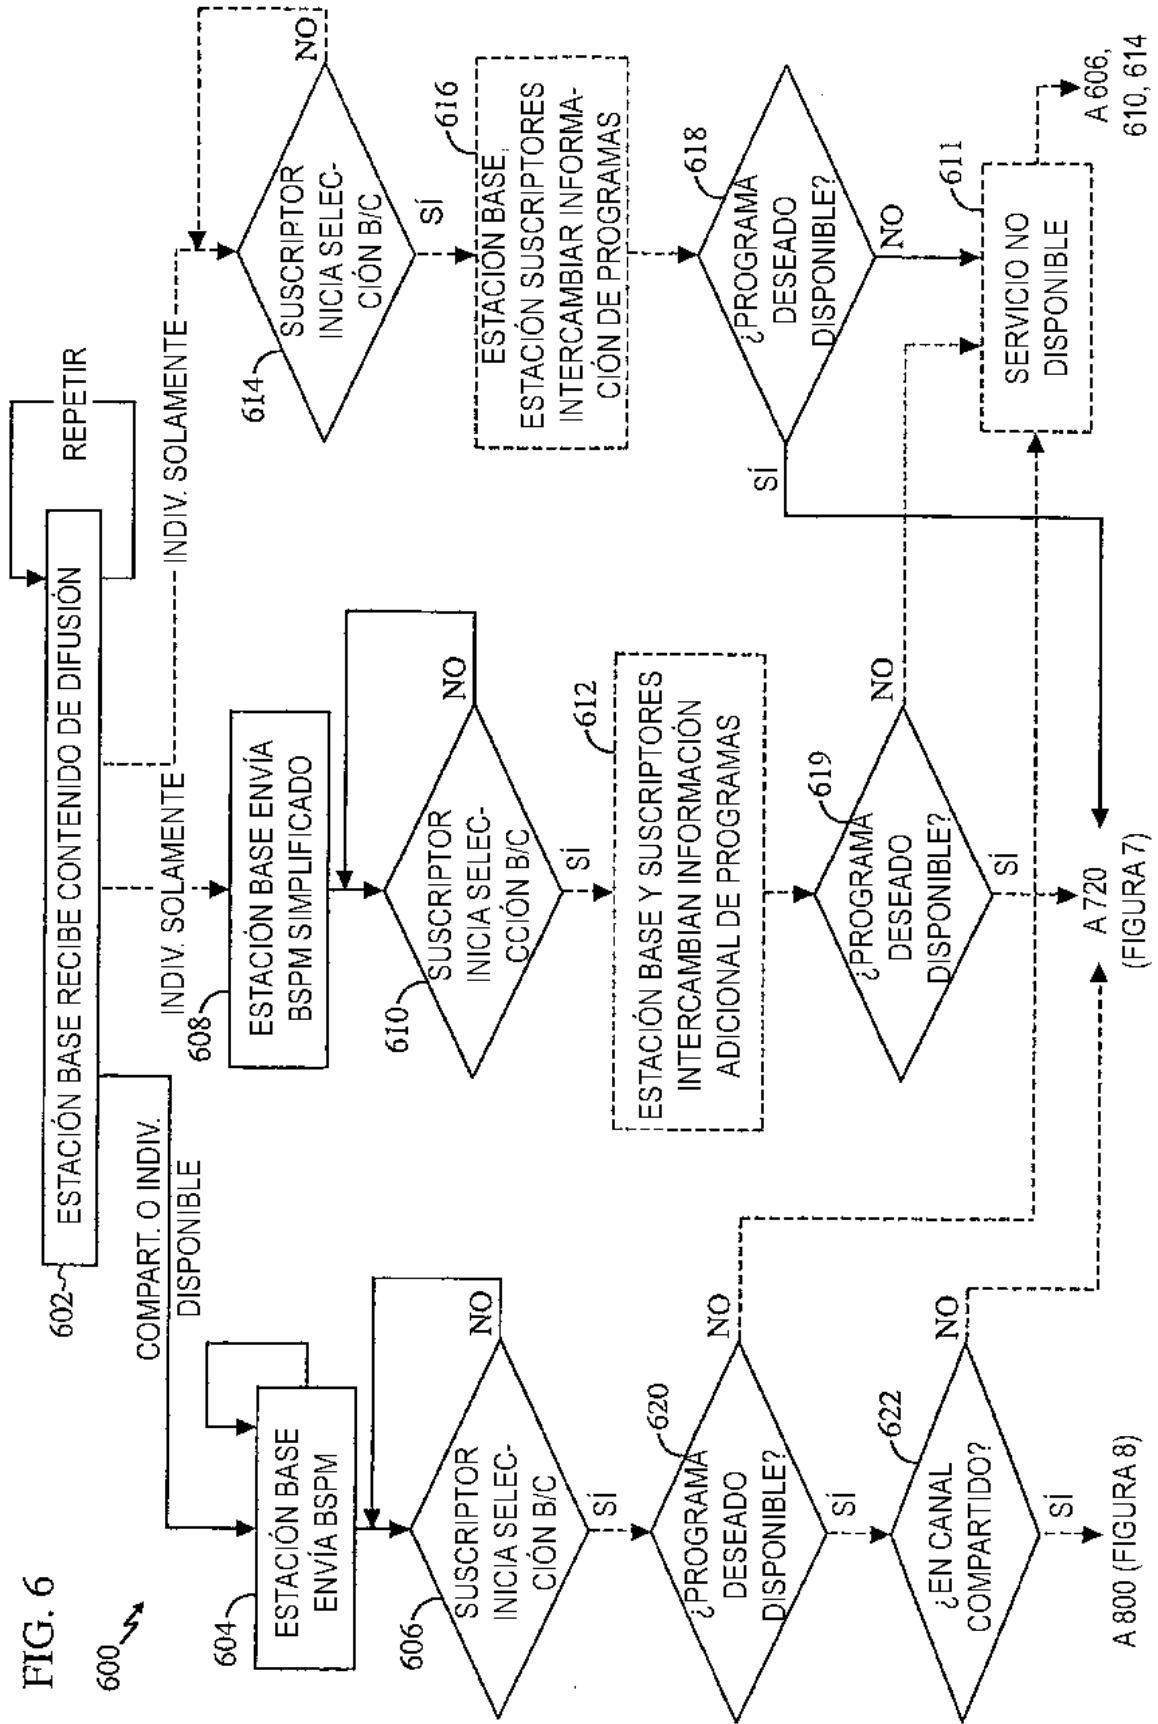 FIG. 6
600
602
ESTACIÓN BASE RECIBE CONTENIDO DE DIFUSIÓN
REPETIR
COMPART. O INDIV.
DISPONIBLE
INDIV. SOLAMENTE
INDIV. SOLAMENTE
604
ESTACIÓN BASE
ENVÍA BSPM
606
SUSCRIPTOR
INICIA SELEC-
CIÓN B/C
NO
SÍ
620
¿PROGRAMA
DESEADO
DISPONIBLE?
NO
SÍ
622
¿EN CANAL
COMPARTIDO?
NO
SÍ
A 800 (FIGURA 8)
608
ESTACIÓN BASE ENVÍA
BSPM SIMPLIFICADO
610
SUSCRIPTOR
INICIA SELEC-
CCIÓN B/C
NO
SÍ
612
ESTACIÓN BASE Y SUSCRIPTORES
INTERCAMBIAN INFORMACIÓN
ADICIONAL DE PROGRAMAS
619
¿PROGRAMA
DESEADO
DISPONIBLE?
NO
SÍ
A 720
(FIGURA 7)
614
SUSCRIPTOR
INICIA SELEC-
CIÓN B/C
NO
SÍ
616
ESTACIÓN BASE,
ESTACIÓN SUSCRIPTORES
INTERCAMBIAR INFORMA-
CIÓN DE PROGRAMAS
618
¿PROGRAMA
DESEADO
DISPONIBLE?
SÍ
NO
611
SERVICIO NO
DISPONIBLE
A 606,
610, 614